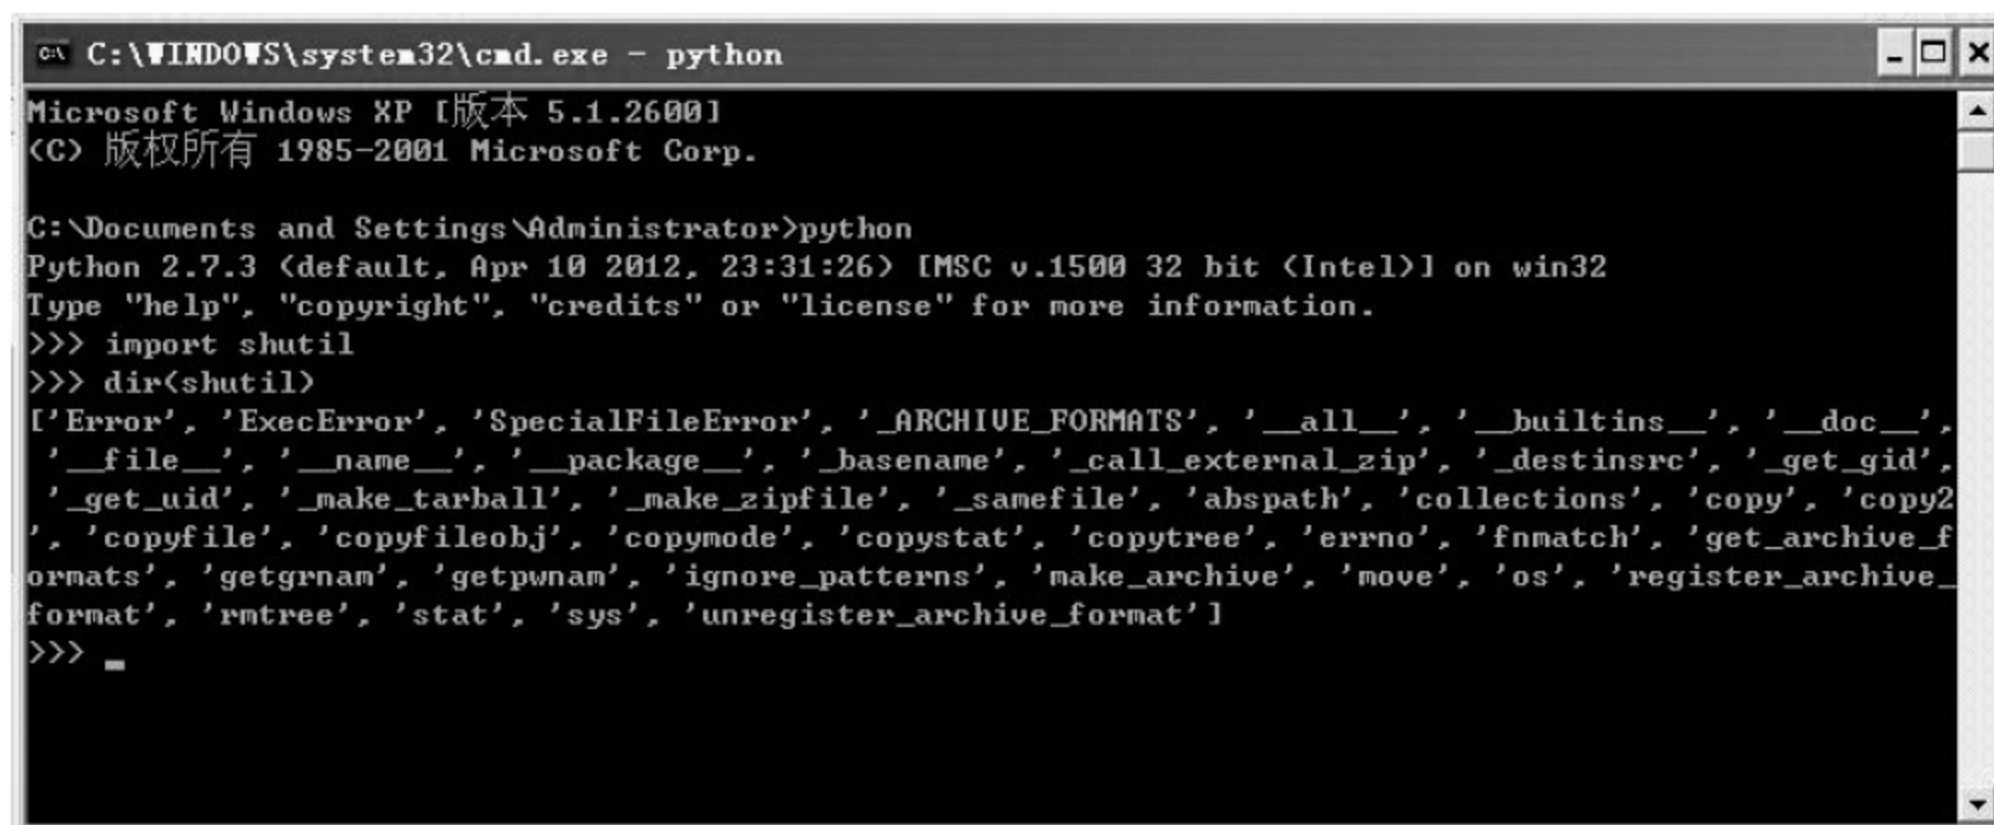 C:\WINDOWS\system32\cmd.exe - python
Microsoft Windows XP [版本 5.1.2600]
(C) 版权所有 1985-2001 Microsoft Corp.
C:\Documents and Settings\Administrator>python
Python 2.7.3 (default, Apr 10 2012, 23:31:26) [MSC v.1500 32 bit (Intel)] on win32
Type "help", "copyright", "credits" or "license" for more information.
>>> import shutil
>>> dir(shutil)
['Error', 'ExecError', 'SpecialFileError', '_ARCHIVE_FORMATS', '__all__', '__builtins__', '__doc__',
 '__file__', '__name__', '__package__', '_basename', '_call_external_zip', '_destinsrc', '_get_gid',
 '_get_uid', '_make_tarball', '_make_zipfile', '_samefile', 'abspath', 'collections', 'copy', 'copy2
', 'copyfile', 'copyfileobj', 'copymode', 'copystat', 'copytree', 'errno', 'fnmatch', 'get_archive_f
ormats', 'getgrnam', 'getpwnam', 'ignore_patterns', 'make_archive', 'move', 'os', 'register_archive_
format', 'rmtree', 'stat', 'sys', 'unregister_archive_format']
>>> _